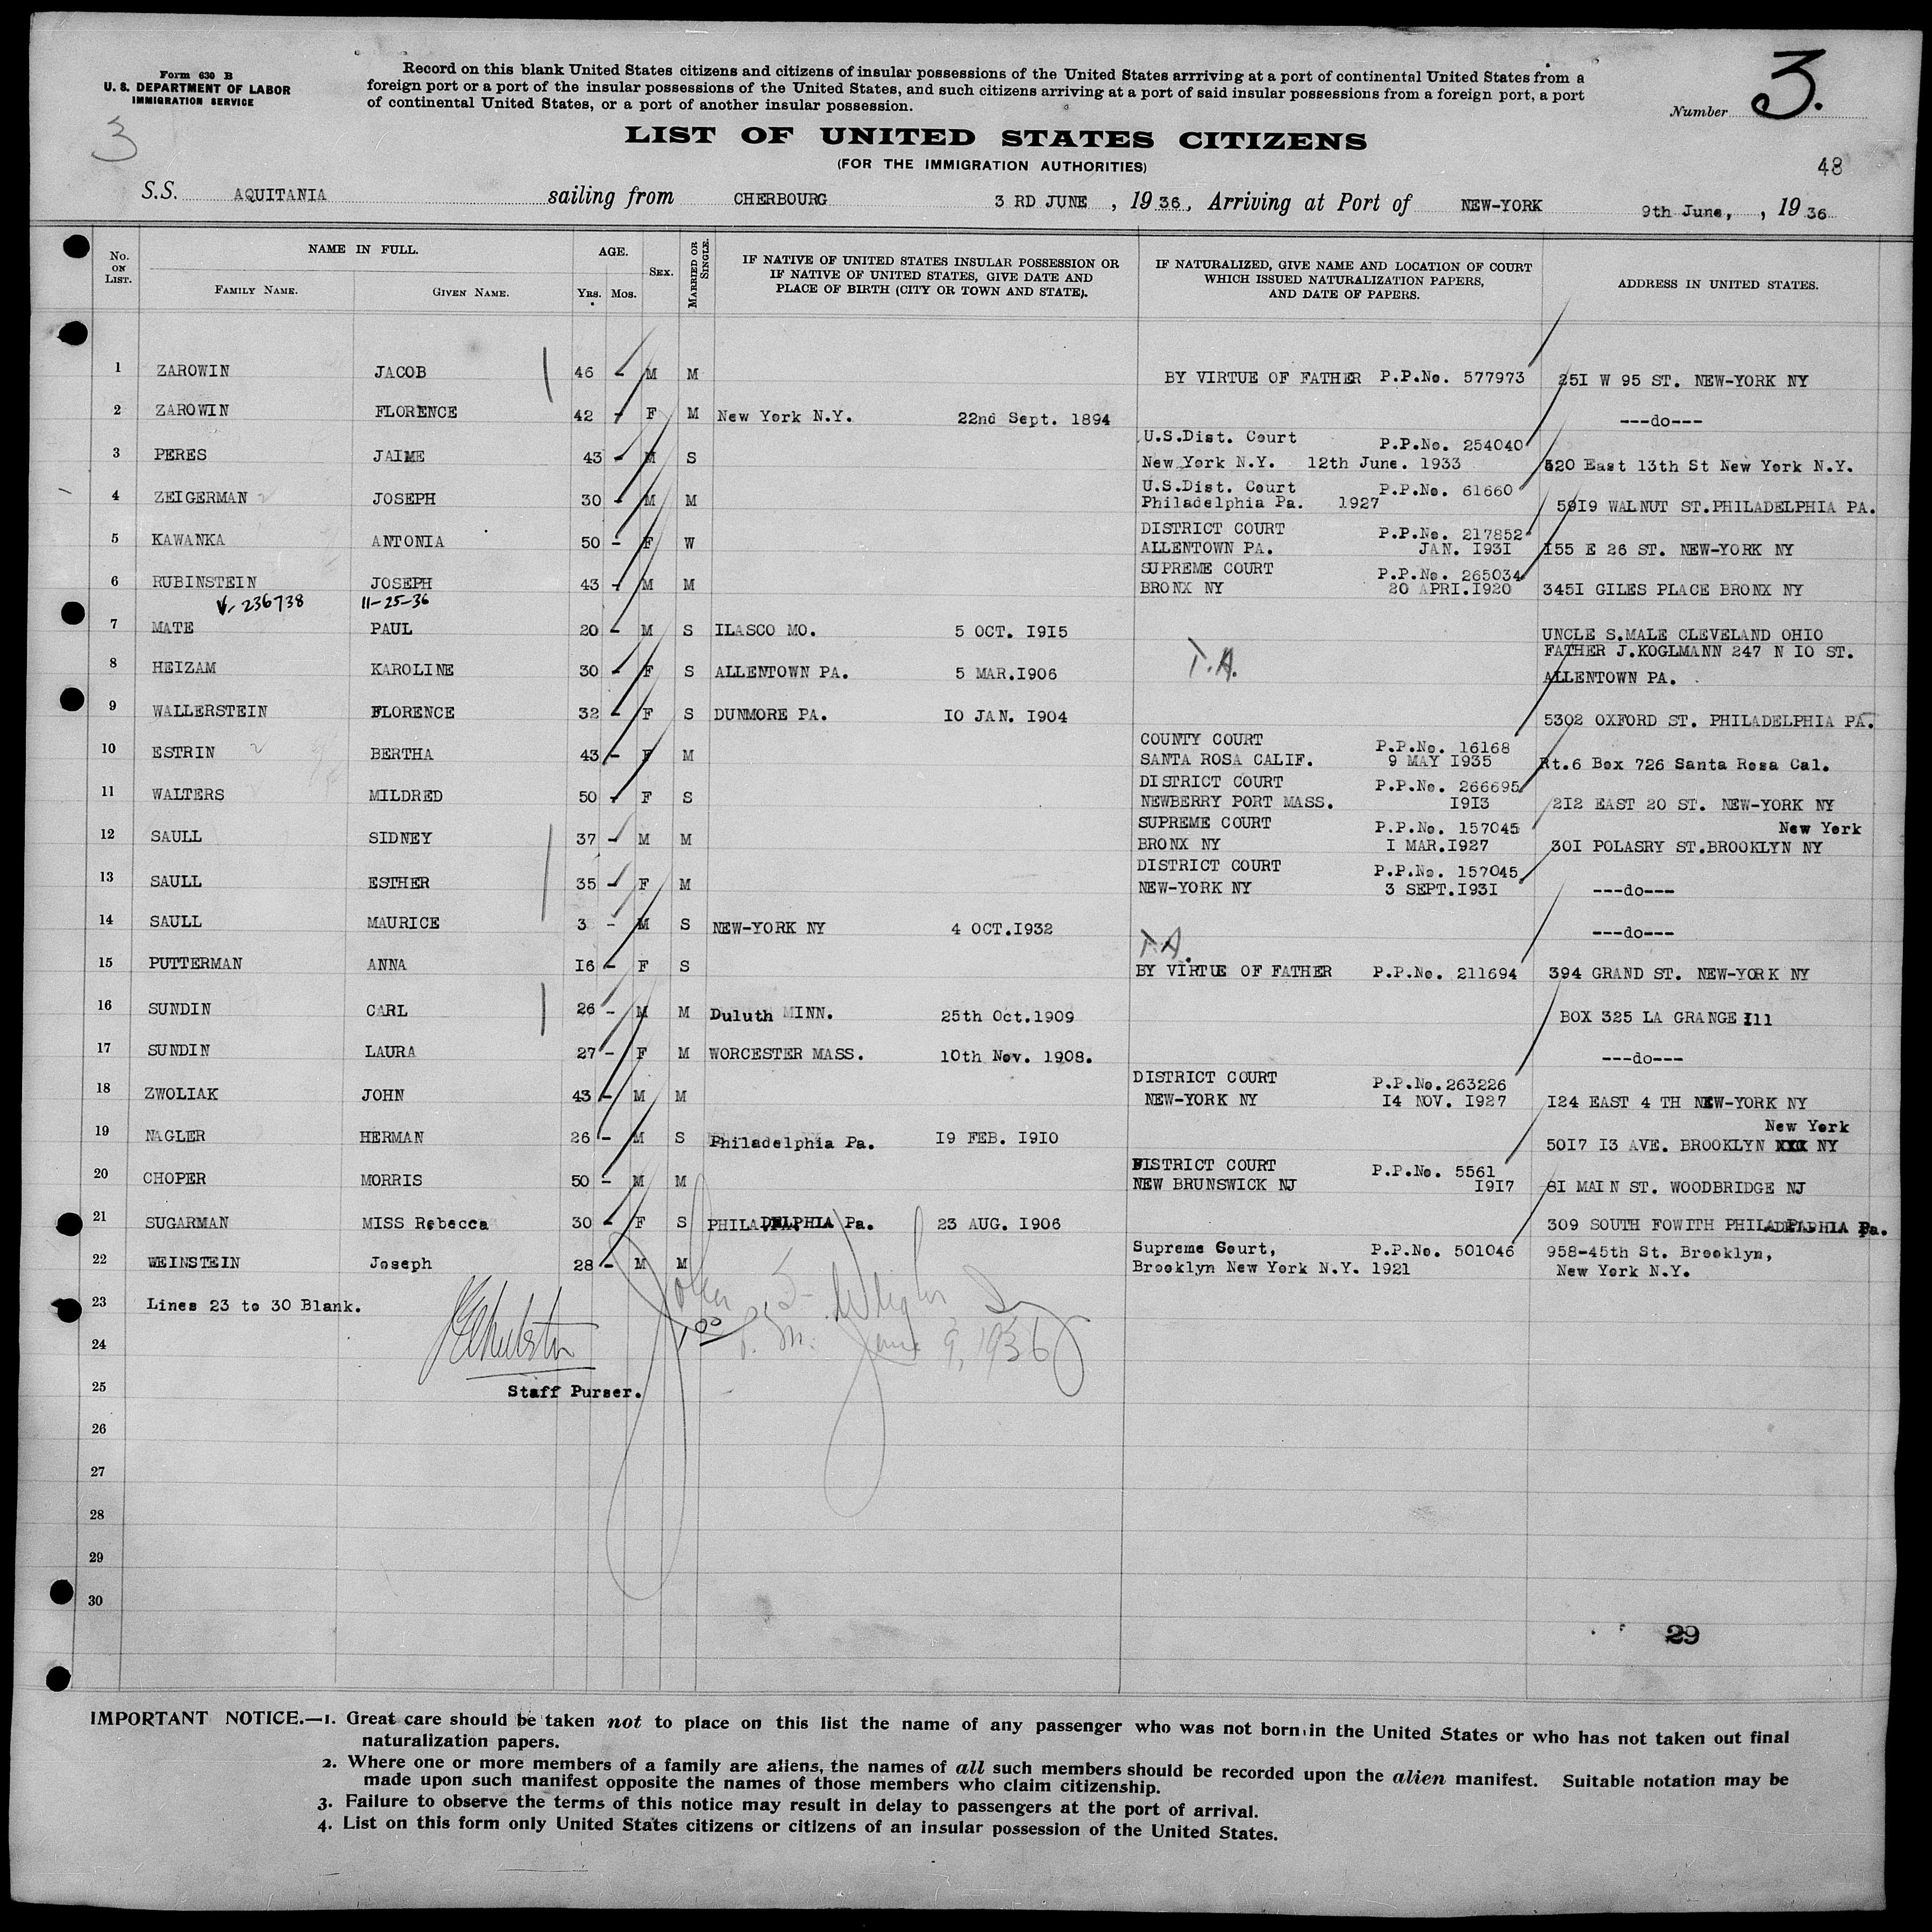 Form 630 B
U. S. DEPARTMENT OF LABOR
IMMIGRATION SERVICE
3
Record on this blank United States citizens and citizens of insular possessions of the United States arrriving at a port of continental United States from a
foreign port or a port of the insular possessions of the United States, and such citizens arriving at a port of said insular possessions from a foreign port, a port
of continental United States, or a port of another insular possession.
Number 3.
LIST OF UNITED STATES CITIZENS
(FOR THE IMMIGRATION AUTHORITIES)
48
S.S. AQUITANIA sailing from CHERBOURG 3 RD JUNE , 1936, Arriving at Port of NEW-YORK 9th June, , 1936
No. ON LIST. NAME IN FULL. AGE. SEX. MARRIED OR SINGLE. IF NATIVE OF UNITED STATES INSULAR POSSESSION OR IF NATIVE OF UNITED STATES, GIVE DATE AND PLACE OF BIRTH (CITY OR TOWN AND STATE). IF NATURALIZED, GIVE NAME AND LOCATION OF COURT WHICH ISSUED NATURALIZATION PAPERS, AND DATE OF PAPERS. ADDRESS IN UNITED STATES.
FAMILY NAME. GIVEN NAME. Yrs. Mos.
1 ZAROWIN JACOB 46 - M M BY VIRTUE OF FATHER P.P.No. 577973 25I W 95 ST. NEW-YORK NY
2 ZAROWIN FLORENCE 42 - F M New York N.Y. 22nd Sept. 1894 ---do---
3 PERES JAIME 43 - M S U.S.Dist. Court P.P.No. 254040
New York N.Y. 12th June. 1933 520 East 13th St New York N.Y.
4 ZEIGERMAN JOSEPH 30 - M M U.S.Dist. Court P.P.No. 61660
Philadelphia Pa. 1927 59I9 WALNUT ST.PHILADELPHIA PA.
5 KAWANKA ANTONIA 50 - F W DISTRICT COURT P.P.No. 217852
ALLENTOWN PA. JAN. I93I I55 E 26 ST. NEW-YORK NY
6 RUBINSTEIN JOSEPH 43 - M M SUPREME COURT P.P.No. 265034
BRONX NY 20 APRI.I920 345I GILES PLACE BRONX NY
V-236738 11-25-36
7 MATE PAUL 20 - M S ILASCO MO. 5 OCT. I9I5 UNCLE S.MALE CLEVELAND OHIO
8 HEIZAM KAROLINE 30 - F S ALLENTOWN PA. 5 MAR.I906 T.A. FATHER J.KOGLMANN 247 N IO ST.
ALLENTOWN PA.
9 WALLERSTEIN FLORENCE 32 - F S DUNMORE PA. IO JAN. I904 5302 OXFORD ST. PHILADELPHIA PA.
10 ESTRIN BERTHA 43 - F M COUNTY COURT P.P.No. 16168
SANTA ROSA CALIF. 9 MAY I935 Rt.6 Box 726 Santa Rosa Cal.
11 WALTERS MILDRED 50 - F S DISTRICT COURT P.P.No. 266695
NEWBERRY PORT MASS. I9I3 2I2 EAST 20 ST. NEW-YORK NY
12 SAULL SIDNEY 37 - M M SUPREME COURT P.P.No. 157045 New York
BRONX NY I MAR.I927 30I POLASRY ST.BROOKLYN NY
13 SAULL ESTHER 35 - F M DISTRICT COURT P.P.No. 157045
NEW-YORK NY 3 SEPT.I93I ---do---
14 SAULL MAURICE 3 - M S NEW-YORK NY 4 OCT.I932 ---do---
T.A.
15 PUTTERMAN ANNA I6 - F S BY VIRTUE OF FATHER P.P.No. 211694 394 GRAND ST. NEW-YORK NY
16 SUNDIN CARL 26 - M M Duluth MINN. 25th Oct.1909 BOX 325 LA GRANGE Ill
17 SUNDIN LAURA 27 - F M WORCESTER MASS. 10th Nov. 1908. ---do---
18 ZWOLIAK JOHN 43 - M M DISTRICT COURT P.P.No.263226
NEW-YORK NY I4 NOV. I927 I24 EAST 4 TH NEW-YORK NY
19 NAGLER HERMAN 26 - M S Philadelphia Pa. I9 FEB. I9I0 New York
50I7 I3 AVE. BROOKLYN NY
20 CHOPER MORRIS 50 - M M DISTRICT COURT P.P.No. 5561
NEW BRUNSWICK NJ I9I7 8I MAIN ST. WOODBRIDGE NJ
21 SUGARMAN MISS Rebecca 30 - F S PHILADELPHIA Pa. 23 AUG. I906 309 SOUTH FOWITH PHILADELPHIA Pa.
22 WEINSTEIN Joseph 28 - M M Supreme Court, P.P.No. 501046 958-45th St. Brooklyn,
Brooklyn New York N.Y. 1921 New York N.Y.
23 Lines 23 to 30 Blank.
1 00 P. M. June 9, 1936
24
25 Staff Purser.
26
27
28
29
30
29
IMPORTANT NOTICE.—1. Great care should be taken not to place on this list the name of any passenger who was not born in the United States or who has not taken out final
naturalization papers.
2. Where one or more members of a family are aliens, the names of all such members should be recorded upon the alien manifest. Suitable notation may be
made upon such manifest opposite the names of those members who claim citizenship.
3. Failure to observe the terms of this notice may result in delay to passengers at the port of arrival.
4. List on this form only United States citizens or citizens of an insular possession of the United States.